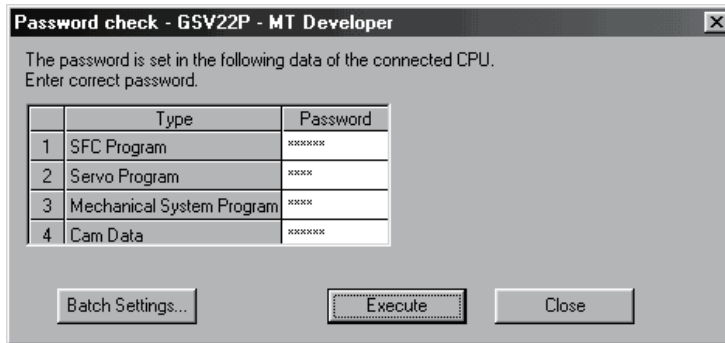 Password check - GSV22P - MT Developer
The password is set in the following data of the connected CPU.
Enter correct password.
Type Password
1 SFC Program ******
2 Servo Program ****
3 Mechanical System Program ****
4 Cam Data ******
Batch Settings... Execute Close